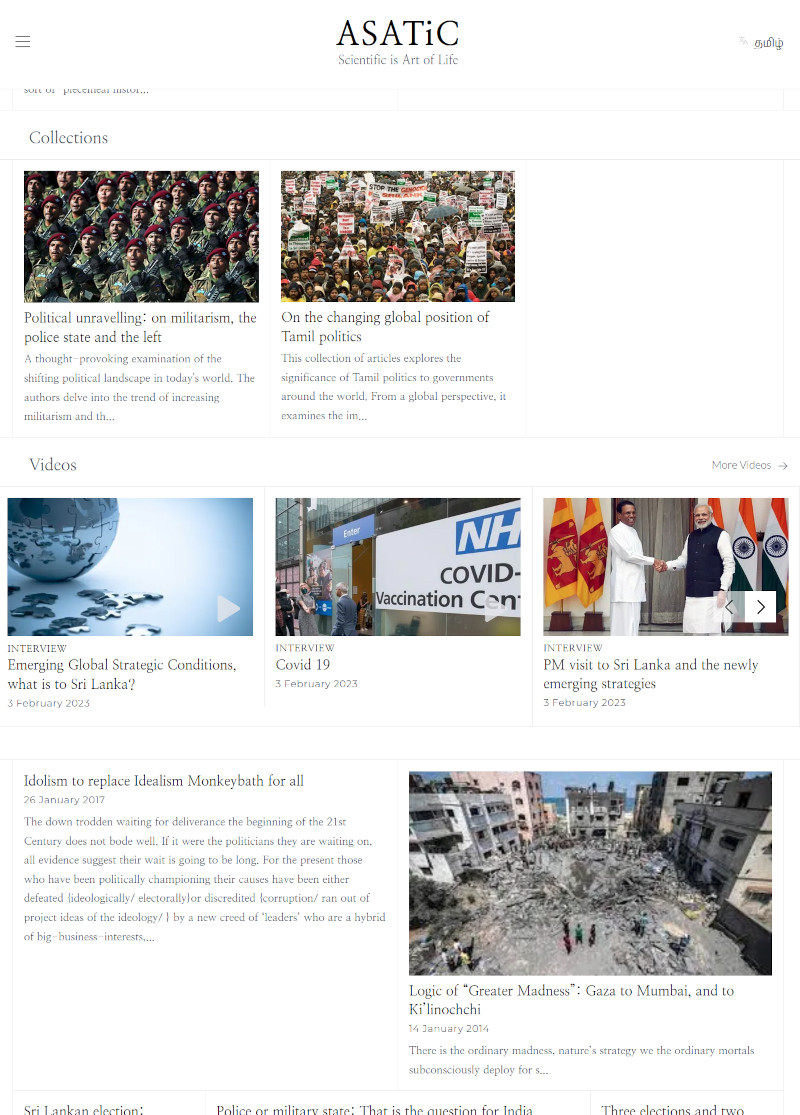 ASATiC
Scientific is Art of Life
தமிழ்
sort of "piecemeal histor...
Collections
STOP THE GENOCIDE
Political unravelling: on militarism, the
police state and the left
A thought-provoking examination of the
shifting political landscape in today's world. The
authors delve into the trend of increasing
militarism and th...
On the changing global position of
Tamil politics
This collection of articles explores the
significance of Tamil politics to governments
around the world, From a global perspective, it
examines the im...
Videos
More Videos →
Enter
NH
COVID-
Vaccination Cent
INTERVIEW
Emerging Global Strategic Conditions,
what is to Sri Lanka?
3 February 2023
INTERVIEW
Covid 19
3 February 2023
INTERVIEW
PM visit to Sri Lanka and the newly
emerging strategies
3 February 2023
Idolism to replace Idealism Monkeybath for all
26 January 2017
The down trodden waiting for deliverance the beginning of the 21st
Century does not bode well. If it were the politicians they are waiting on,
all evidence suggest their wait is going to be long. For the present those
who have been politically championing their causes have been either
defeated {ideologically/ electorally}or discredited {corruption/ ran out of
project ideas of the ideology/ } by a new creed of 'leaders' who are a hybrid
of big-business-interests,...
Logic of “Greater Madness”: Gaza to Mumbai, and to
Ki’linochchi
14 January 2014
There is the ordinary madness, nature's strategy we the ordinary mortals
subconsciously deploy for s...
Sri Lankan election:
Police or military state: That is the question for India
Three elections and two